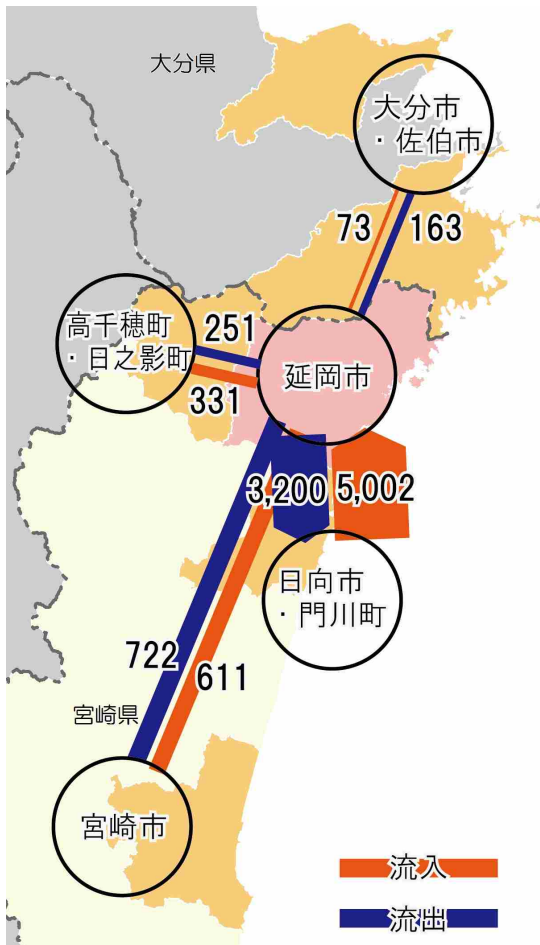 大分県
大分市
・佐伯市
73
163
高千穂町
・日之影町
251
331
延岡市
3,200
5,002
日向市
・門川町
722
611
宮崎県
宮崎市
流入
流出